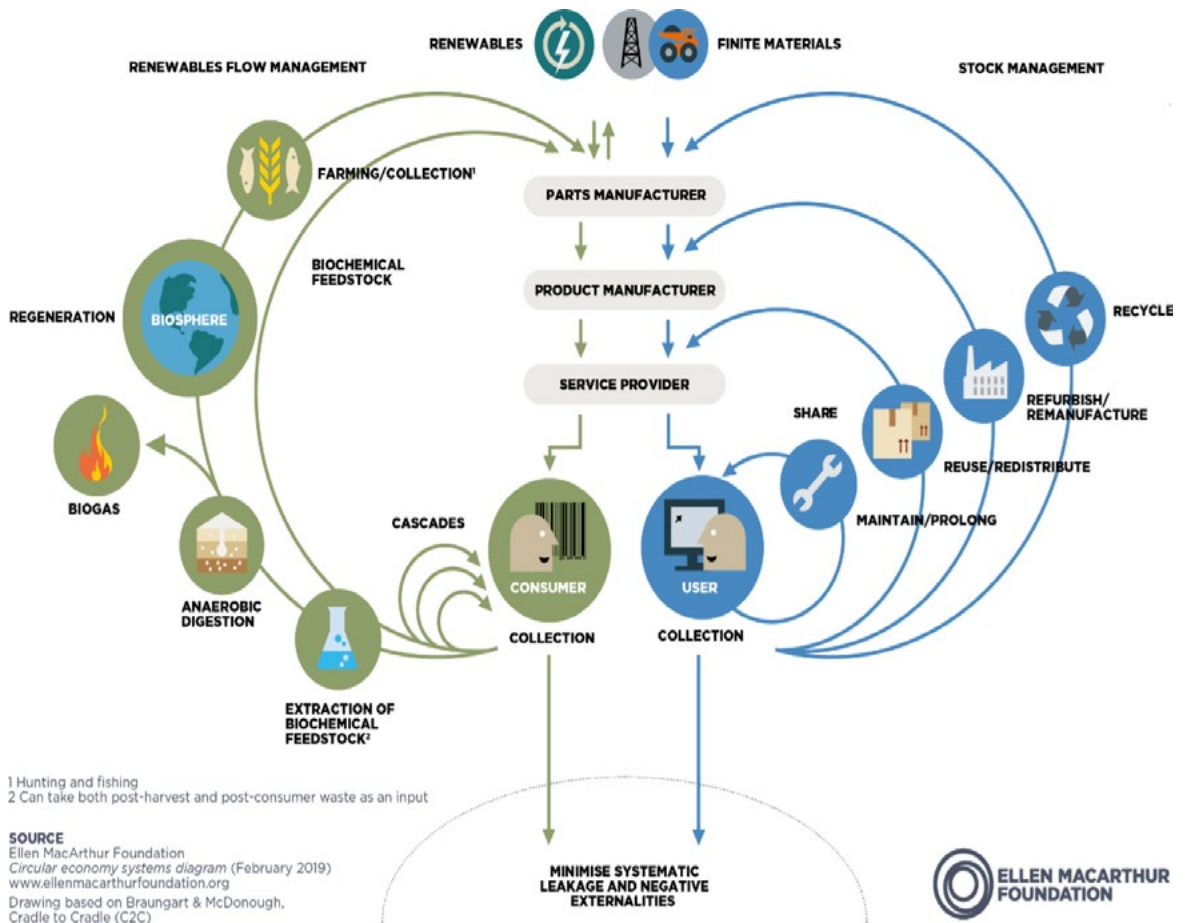 RENEWABLES
FINITE MATERIALS
RENEWABLES FLOW MANAGEMENT
STOCK MANAGEMENT
FARMING/COLLECTION¹
PARTS MANUFACTURER
BIOCHEMICAL
FEEDSTOCK
PRODUCT MANUFACTURER
REGENERATION
BIOSPHERE
RECYCLE
SERVICE PROVIDER
SHARE
REFURBISH/
REMANUFACTURE
REUSE/REDISTRIBUTE
BIOGAS
CASCADES
MAINTAIN/PROLONG
CONSUMER
USER
ANAEROBIC
DIGESTION
COLLECTION
COLLECTION
EXTRACTION OF
BIOCHEMICAL
FEEDSTOCK²
1 Hunting and fishing
2 Can take both post-harvest and post-consumer waste as an input
SOURCE
Ellen MacArthur Foundation
Circular economy systems diagram (February 2019)
www.ellenmacarthurfoundation.org
Drawing based on Braungart & McDonough,
Cradle to Cradle (C2C)
MINIMISE SYSTEMATIC
LEAKAGE AND NEGATIVE
EXTERNALITIES
ELLEN MACARTHUR
FOUNDATION